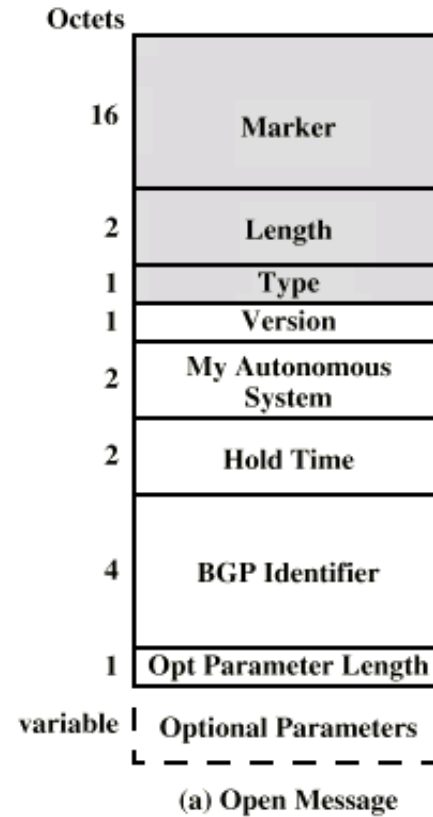 Octets
16 Marker
2 Length
1 Type
1 Version
2 My Autonomous
System
2 Hold Time
4 BGP Identifier
1 Opt Parameter Length
variable Optional Parameters
(a) Open Message